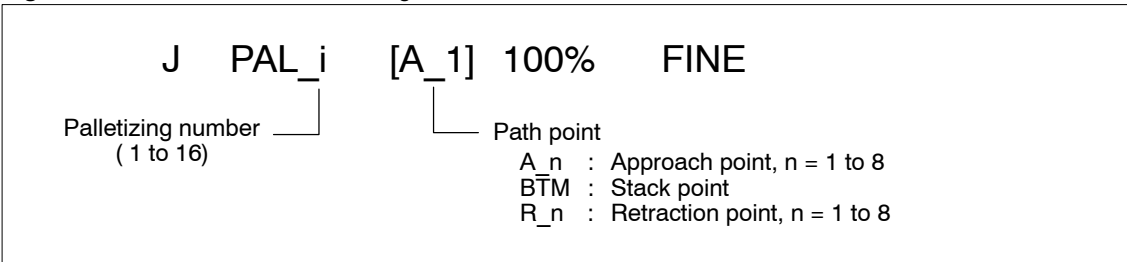 J PAL_i [A_1] 100% FINE
Palletizing number
( 1 to 16)
Path point
A_n : Approach point, n = 1 to 8
BTM : Stack point
R_n : Retraction point, n = 1 to 8